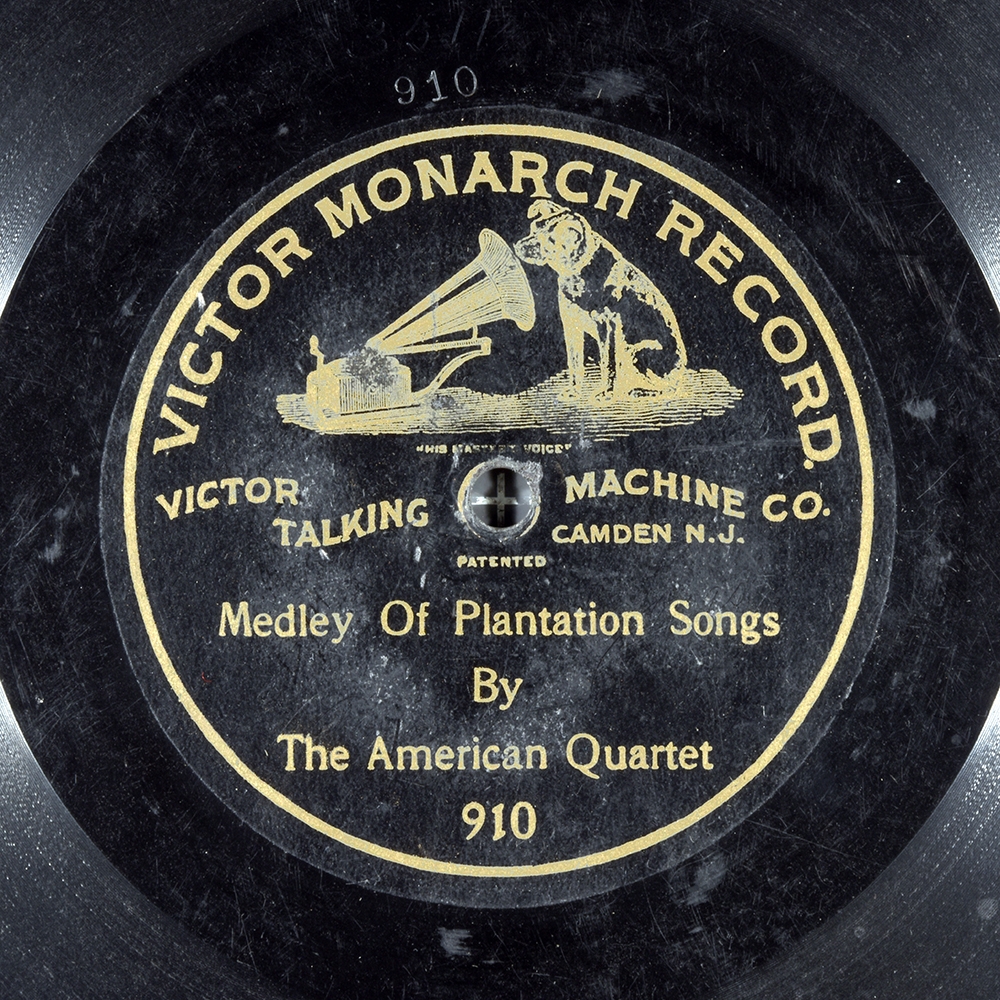 910
VICTOR MONARCH RECORD.
"HIS MASTER'S VOICE"
VICTOR TALKING MACHINE CO.
CAMDEN N.J.
PATENTED
Medley Of Plantation Songs
By
The American Quartet
910